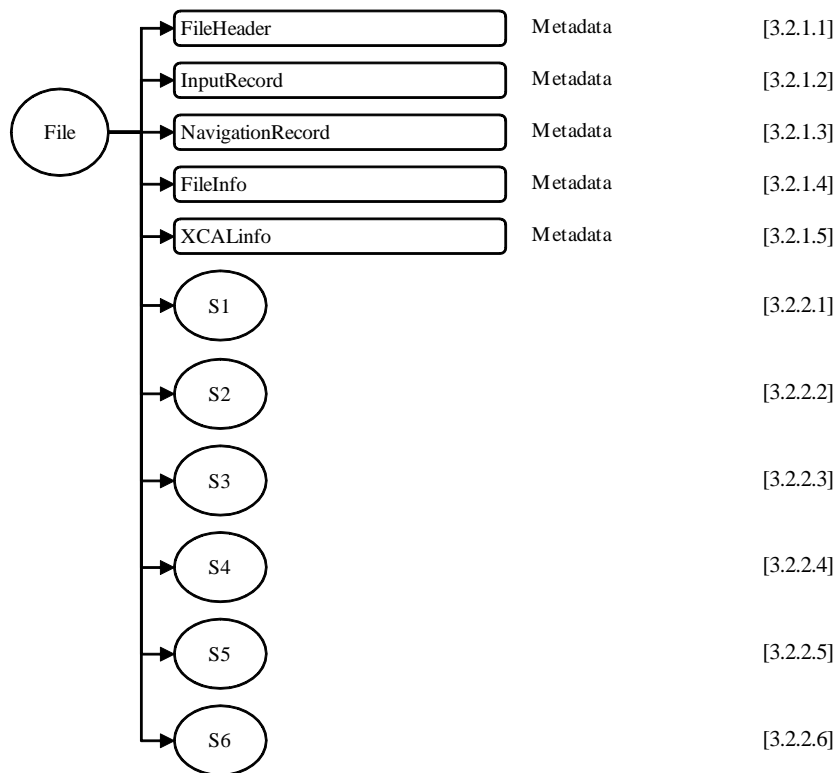 FileHeader Metadata [3.2.1.1]
InputRecord Metadata [3.2.1.2]
File NavigationRecord Metadata [3.2.1.3]
FileInfo Metadata [3.2.1.4]
XCALinfo Metadata [3.2.1.5]
S1 [3.2.2.1]
S2 [3.2.2.2]
S3 [3.2.2.3]
S4 [3.2.2.4]
S5 [3.2.2.5]
S6 [3.2.2.6]